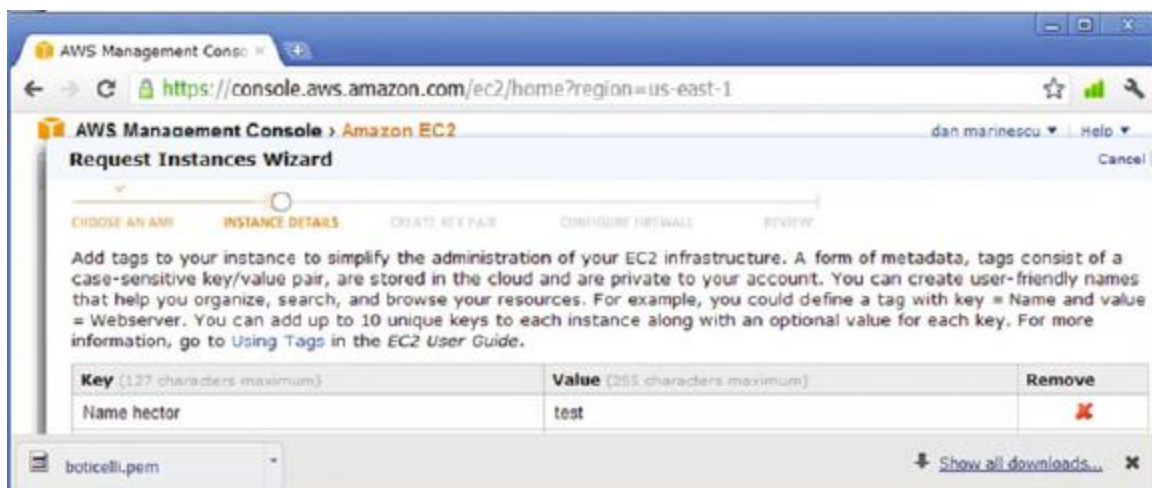 AWS Management Conso
https://console.aws.amazon.com/ec2/home?region=us-east-1
AWS Management Console › Amazon EC2 dan marinescu Help
Request Instances Wizard Cancel
CHOOSE AN AMI INSTANCE DETAILS CREATE KEY PAIR CONFIGURE FIREWALL REVIEW
Add tags to your instance to simplify the administration of your EC2 infrastructure. A form of metadata, tags consist of a
case-sensitive key/value pair, are stored in the cloud and are private to your account. You can create user-friendly names
that help you organize, search, and browse your resources. For example, you could define a tag with key = Name and value
= Webserver. You can add up to 10 unique keys to each instance along with an optional value for each key. For more
information, go to Using Tags in the EC2 User Guide.
Key (127 characters maximum) Value (255 characters maximum) Remove
Name hector test
boticelli.pem Show all downloads...